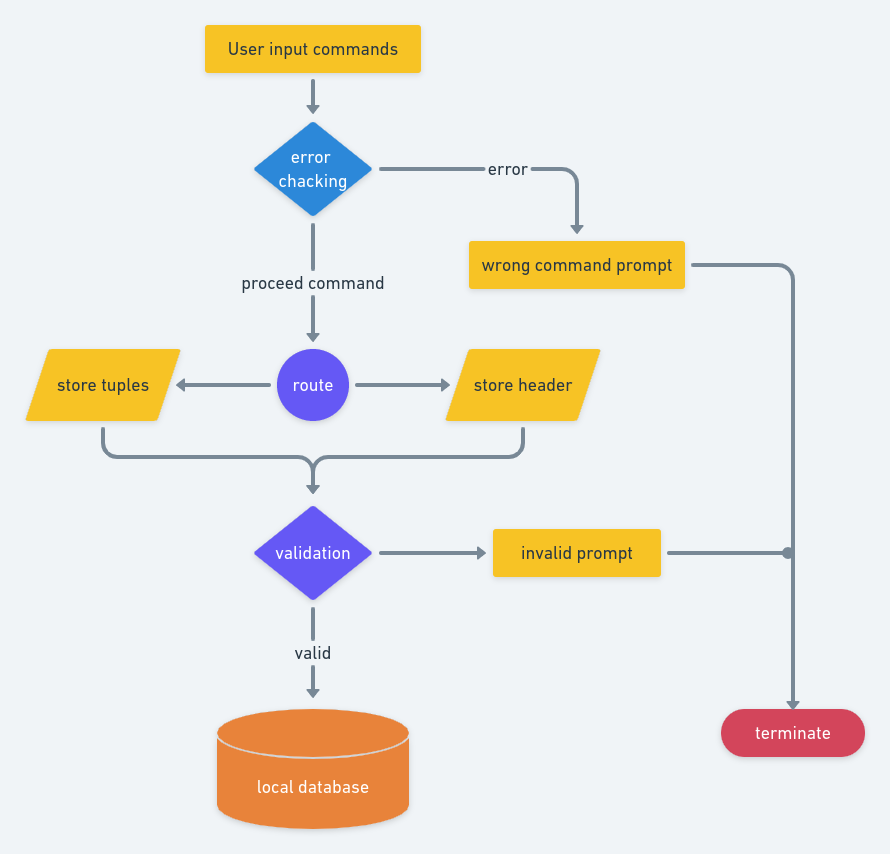 User input commands
error
chacking
error
wrong command prompt
proceed command
store tuples
route
store header
validation
invalid prompt
valid
terminate
local database